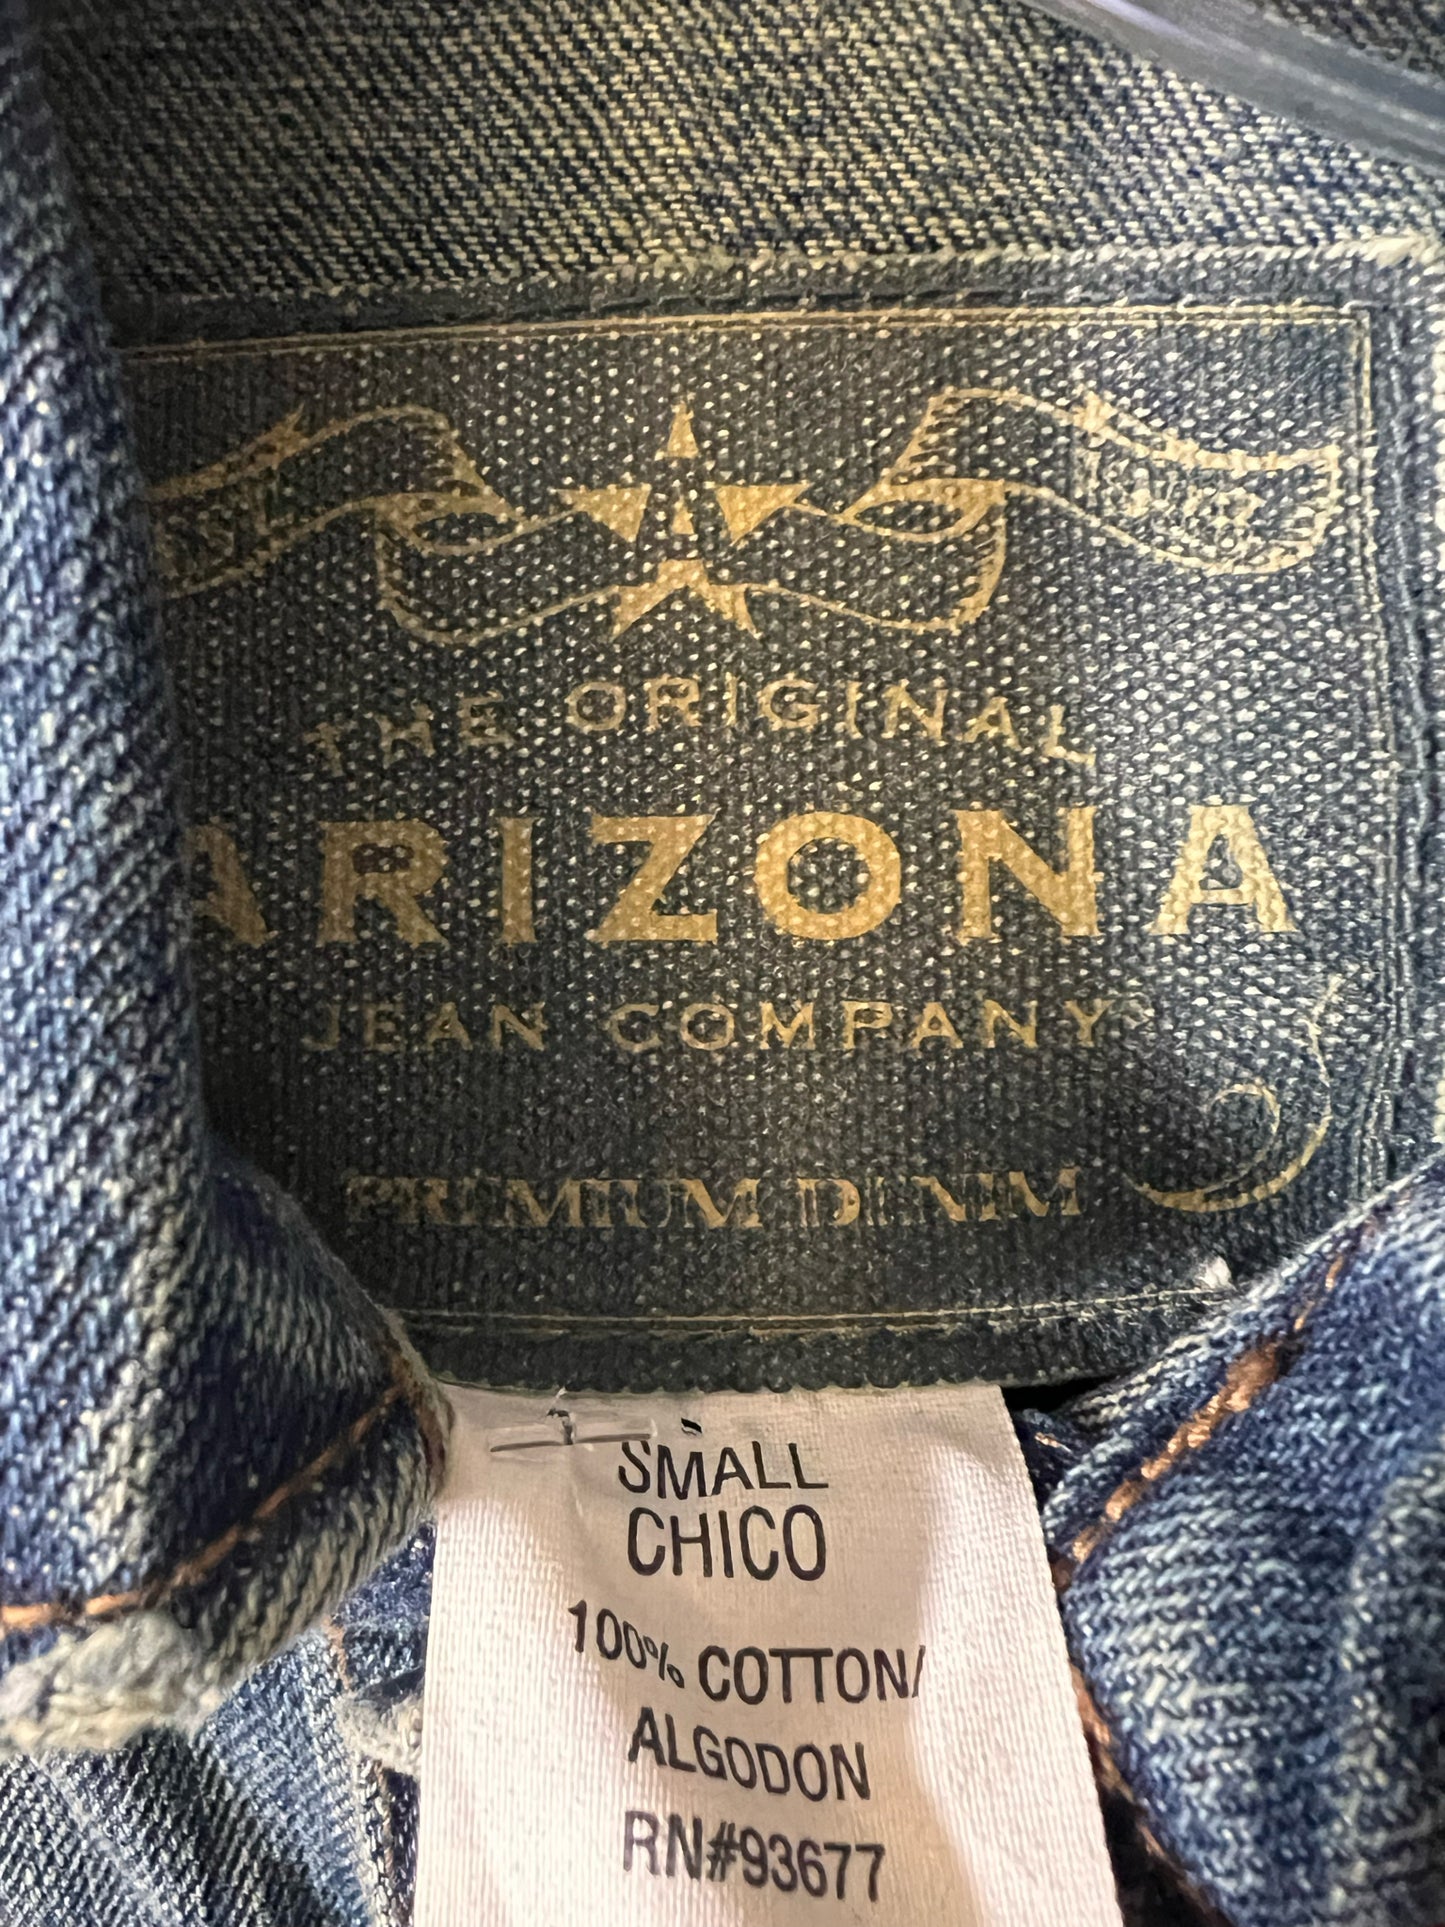 THE ORIGINAL
ARIZONA
JEAN COMPANY
PREMIUM DENIM
SMALL
CHICO
100% COTTON/
ALGODON
RN#93677